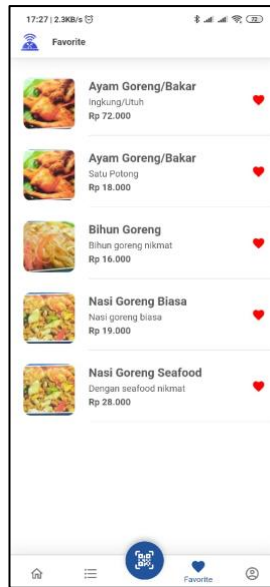 17:27 | 2.3KB/s
72
Favorite
Ayam Goreng/Bakar
Ingkung/Utuh
Rp 72.000
Ayam Goreng/Bakar
Satu Potong
Rp 18.000
Bihun Goreng
Bihun goreng nikmat
Rp 16.000
Nasi Goreng Biasa
Nasi goreng biasa
Rp 19.000
Nasi Goreng Seafood
Dengan seafood nikmat
Rp 28.000
Favorite